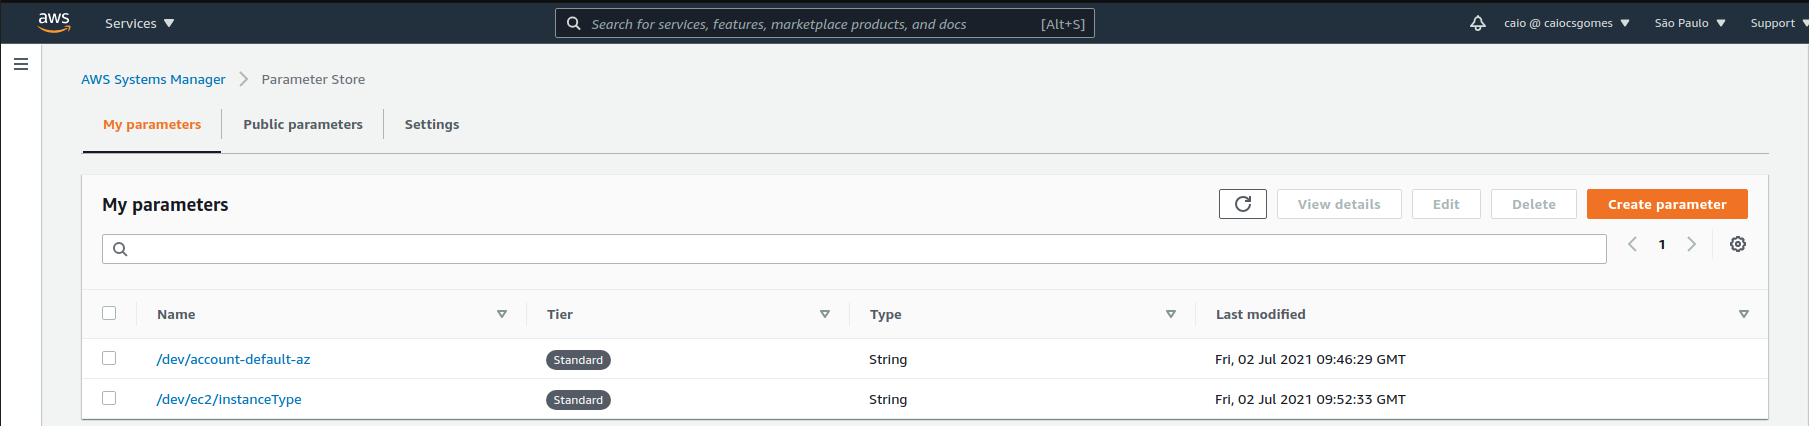 aws Services Search for services, features, marketplace products, and docs [Alt+S] caio @ caiocsgomes São Paulo Support
AWS Systems Manager Parameter Store
My parameters Public parameters Settings
My parameters View details Edit Delete Create parameter
1
Name Tier Type Last modified
/dev/account-default-az Standard String Fri, 02 Jul 2021 09:46:29 GMT
/dev/ec2/instanceType Standard String Fri, 02 Jul 2021 09:52:33 GMT